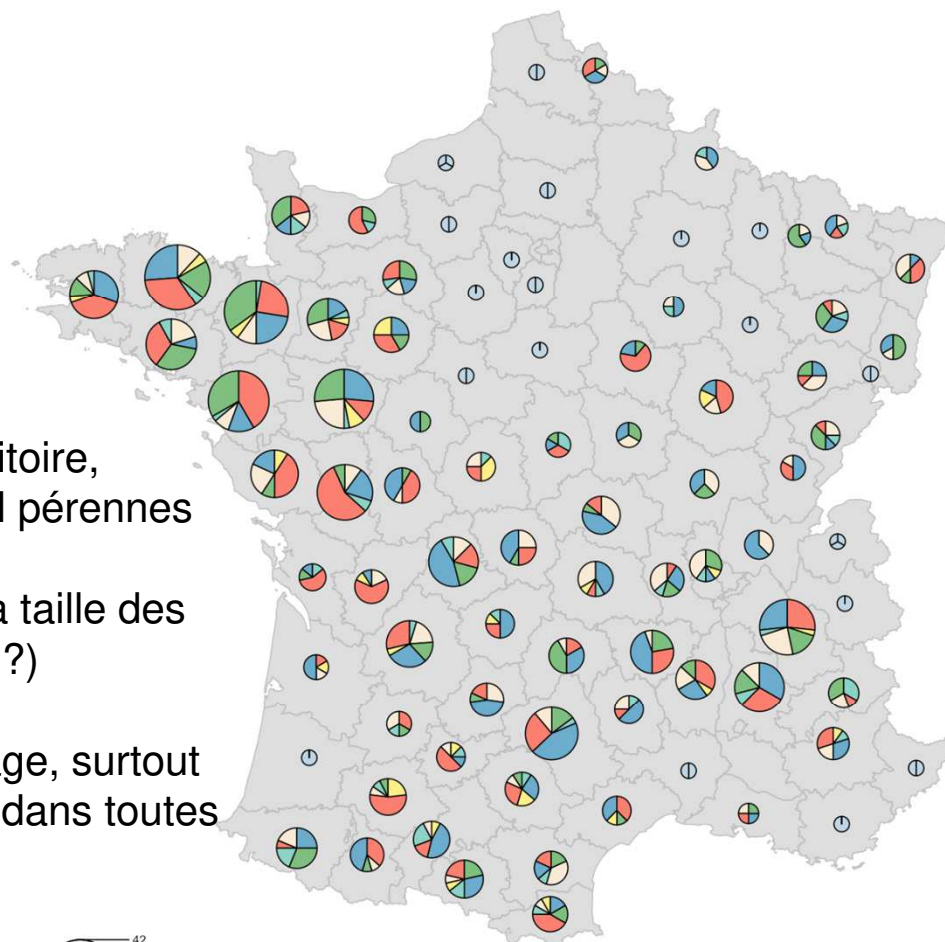 itoire,
pérennes
taille des
?)
ge, surtout
dans toutes
42